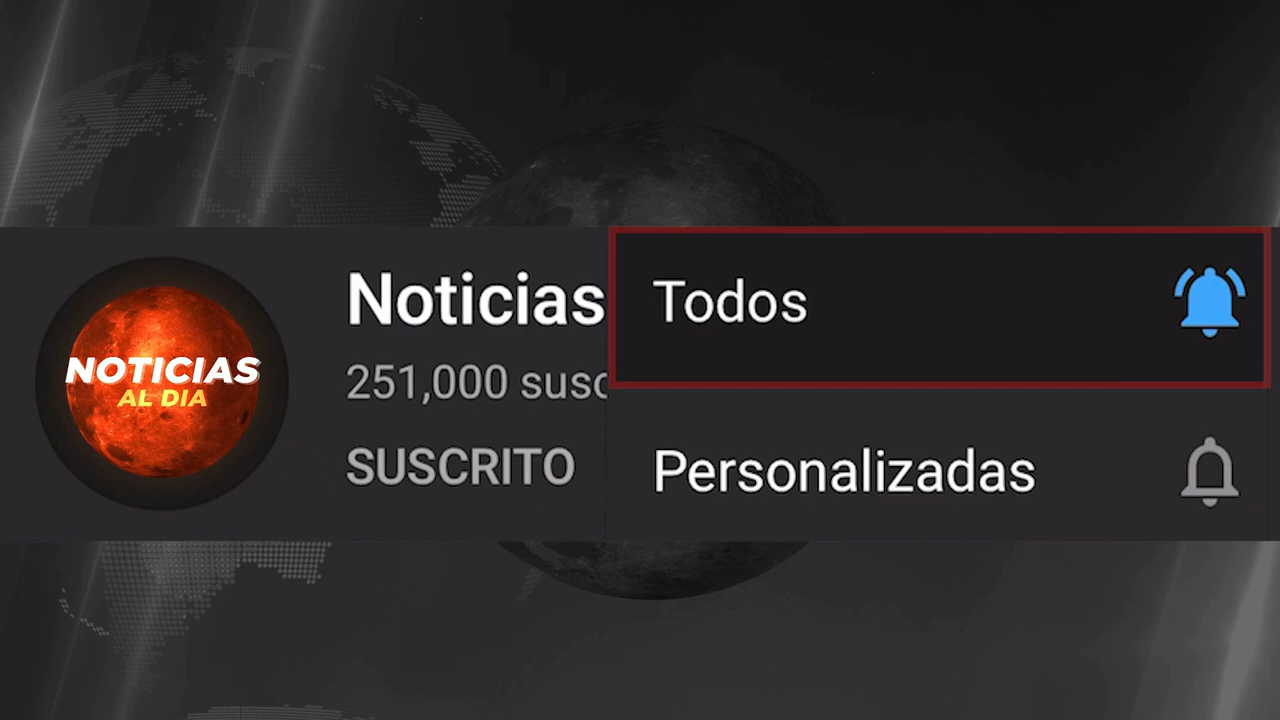 NOTICIAS
AL DIA
Noticias
251,000 susc
SUSCRITO
Todos
Personalizadas